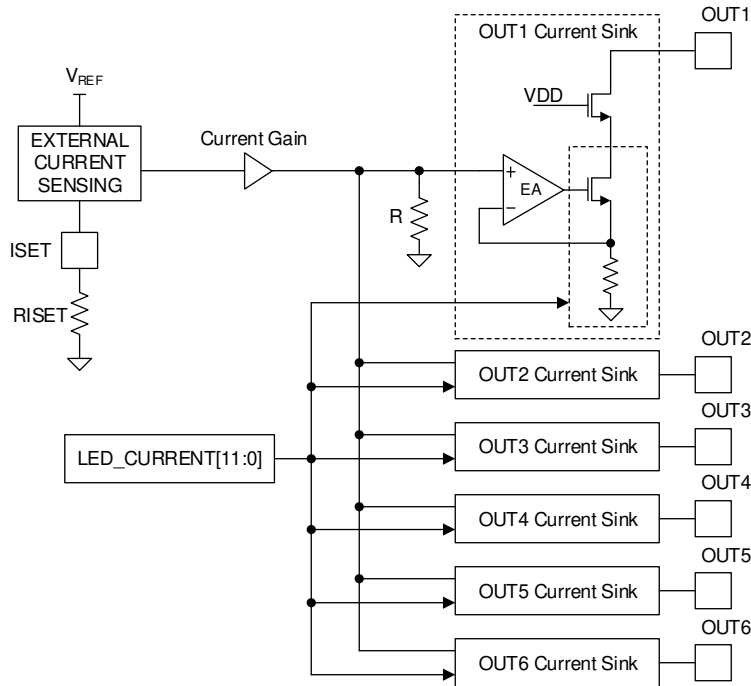 OUT1
OUT1 Current Sink
VREF
VDD
EXTERNAL
CURRENT
SENSING
Current Gain
+
EA
−
R
ISET
RISET
OUT2
OUT2 Current Sink
OUT3
LED_CURRENT[11:0]
OUT3 Current Sink
OUT4
OUT4 Current Sink
OUT5
OUT5 Current Sink
OUT6
OUT6 Current Sink